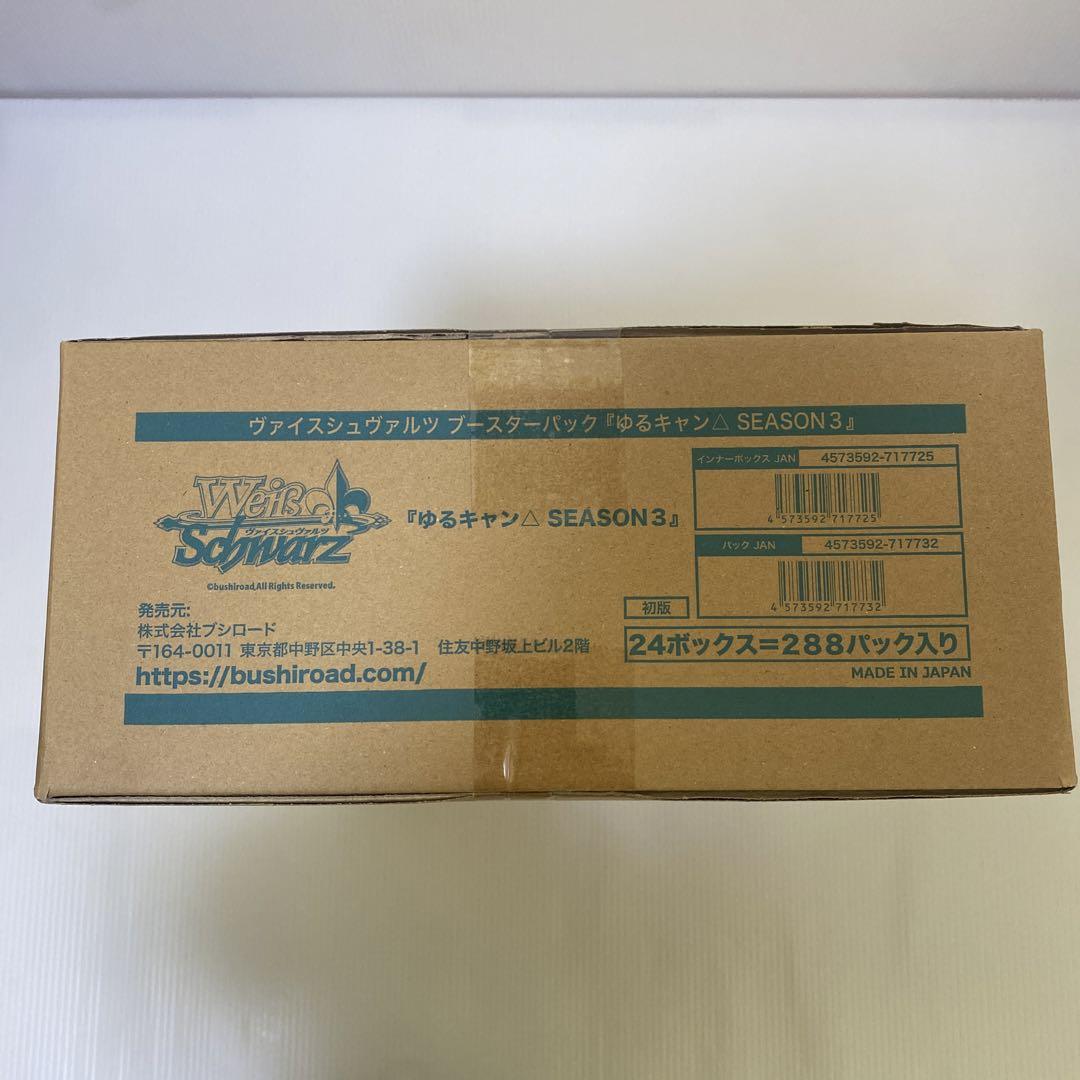 ヴァイスシュヴァルツ ブースターパック『ゆるキャン△ SEASON３』
Weiß
ヴァイスシュヴァルツ
Schwarz
©bushiroad,All Rights Reserved.
『ゆるキャン△ SEASON３』
インナーボックス JAN 4573592-717725
4 573592 717725
パック JAN 4573592-717732
4 573592 717732
発売元:
株式会社ブシロード
〒164-0011 東京都中野区中央1-38-1 住友中野坂上ビル2階
https://bushiroad.com/
初版
24ボックス=288パック入り
MADE IN JAPAN